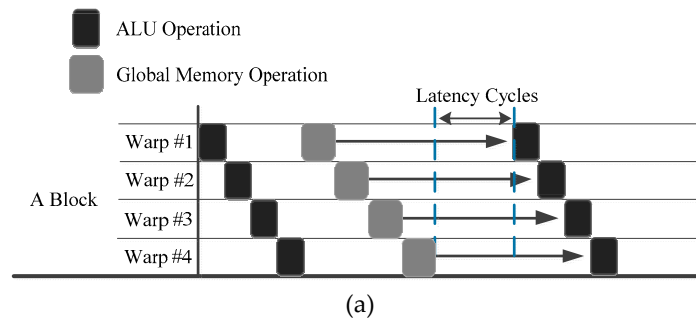 ALU Operation
Global Memory Operation
Latency Cycles
Warp #1
Warp #2
A Block
Warp #3
Warp #4
(a)